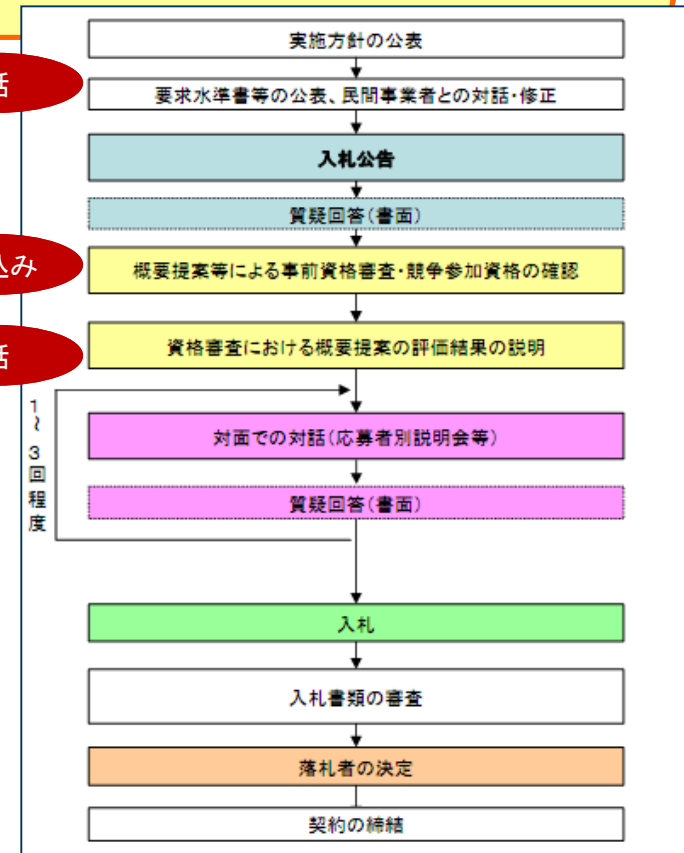 実施方針の公表
話
要求水準書等の公表、民間事業者との対話・修正
入札公告
質疑回答(書面)
込み
概要提案等による事前資格審査・競争参加資格の確認
話
資格審査における概要提案の評価結果の説明
1~3回程度
対面での対話(応募者別説明会等)
質疑回答(書面)
入札
入札書類の審査
落札者の決定
契約の締結